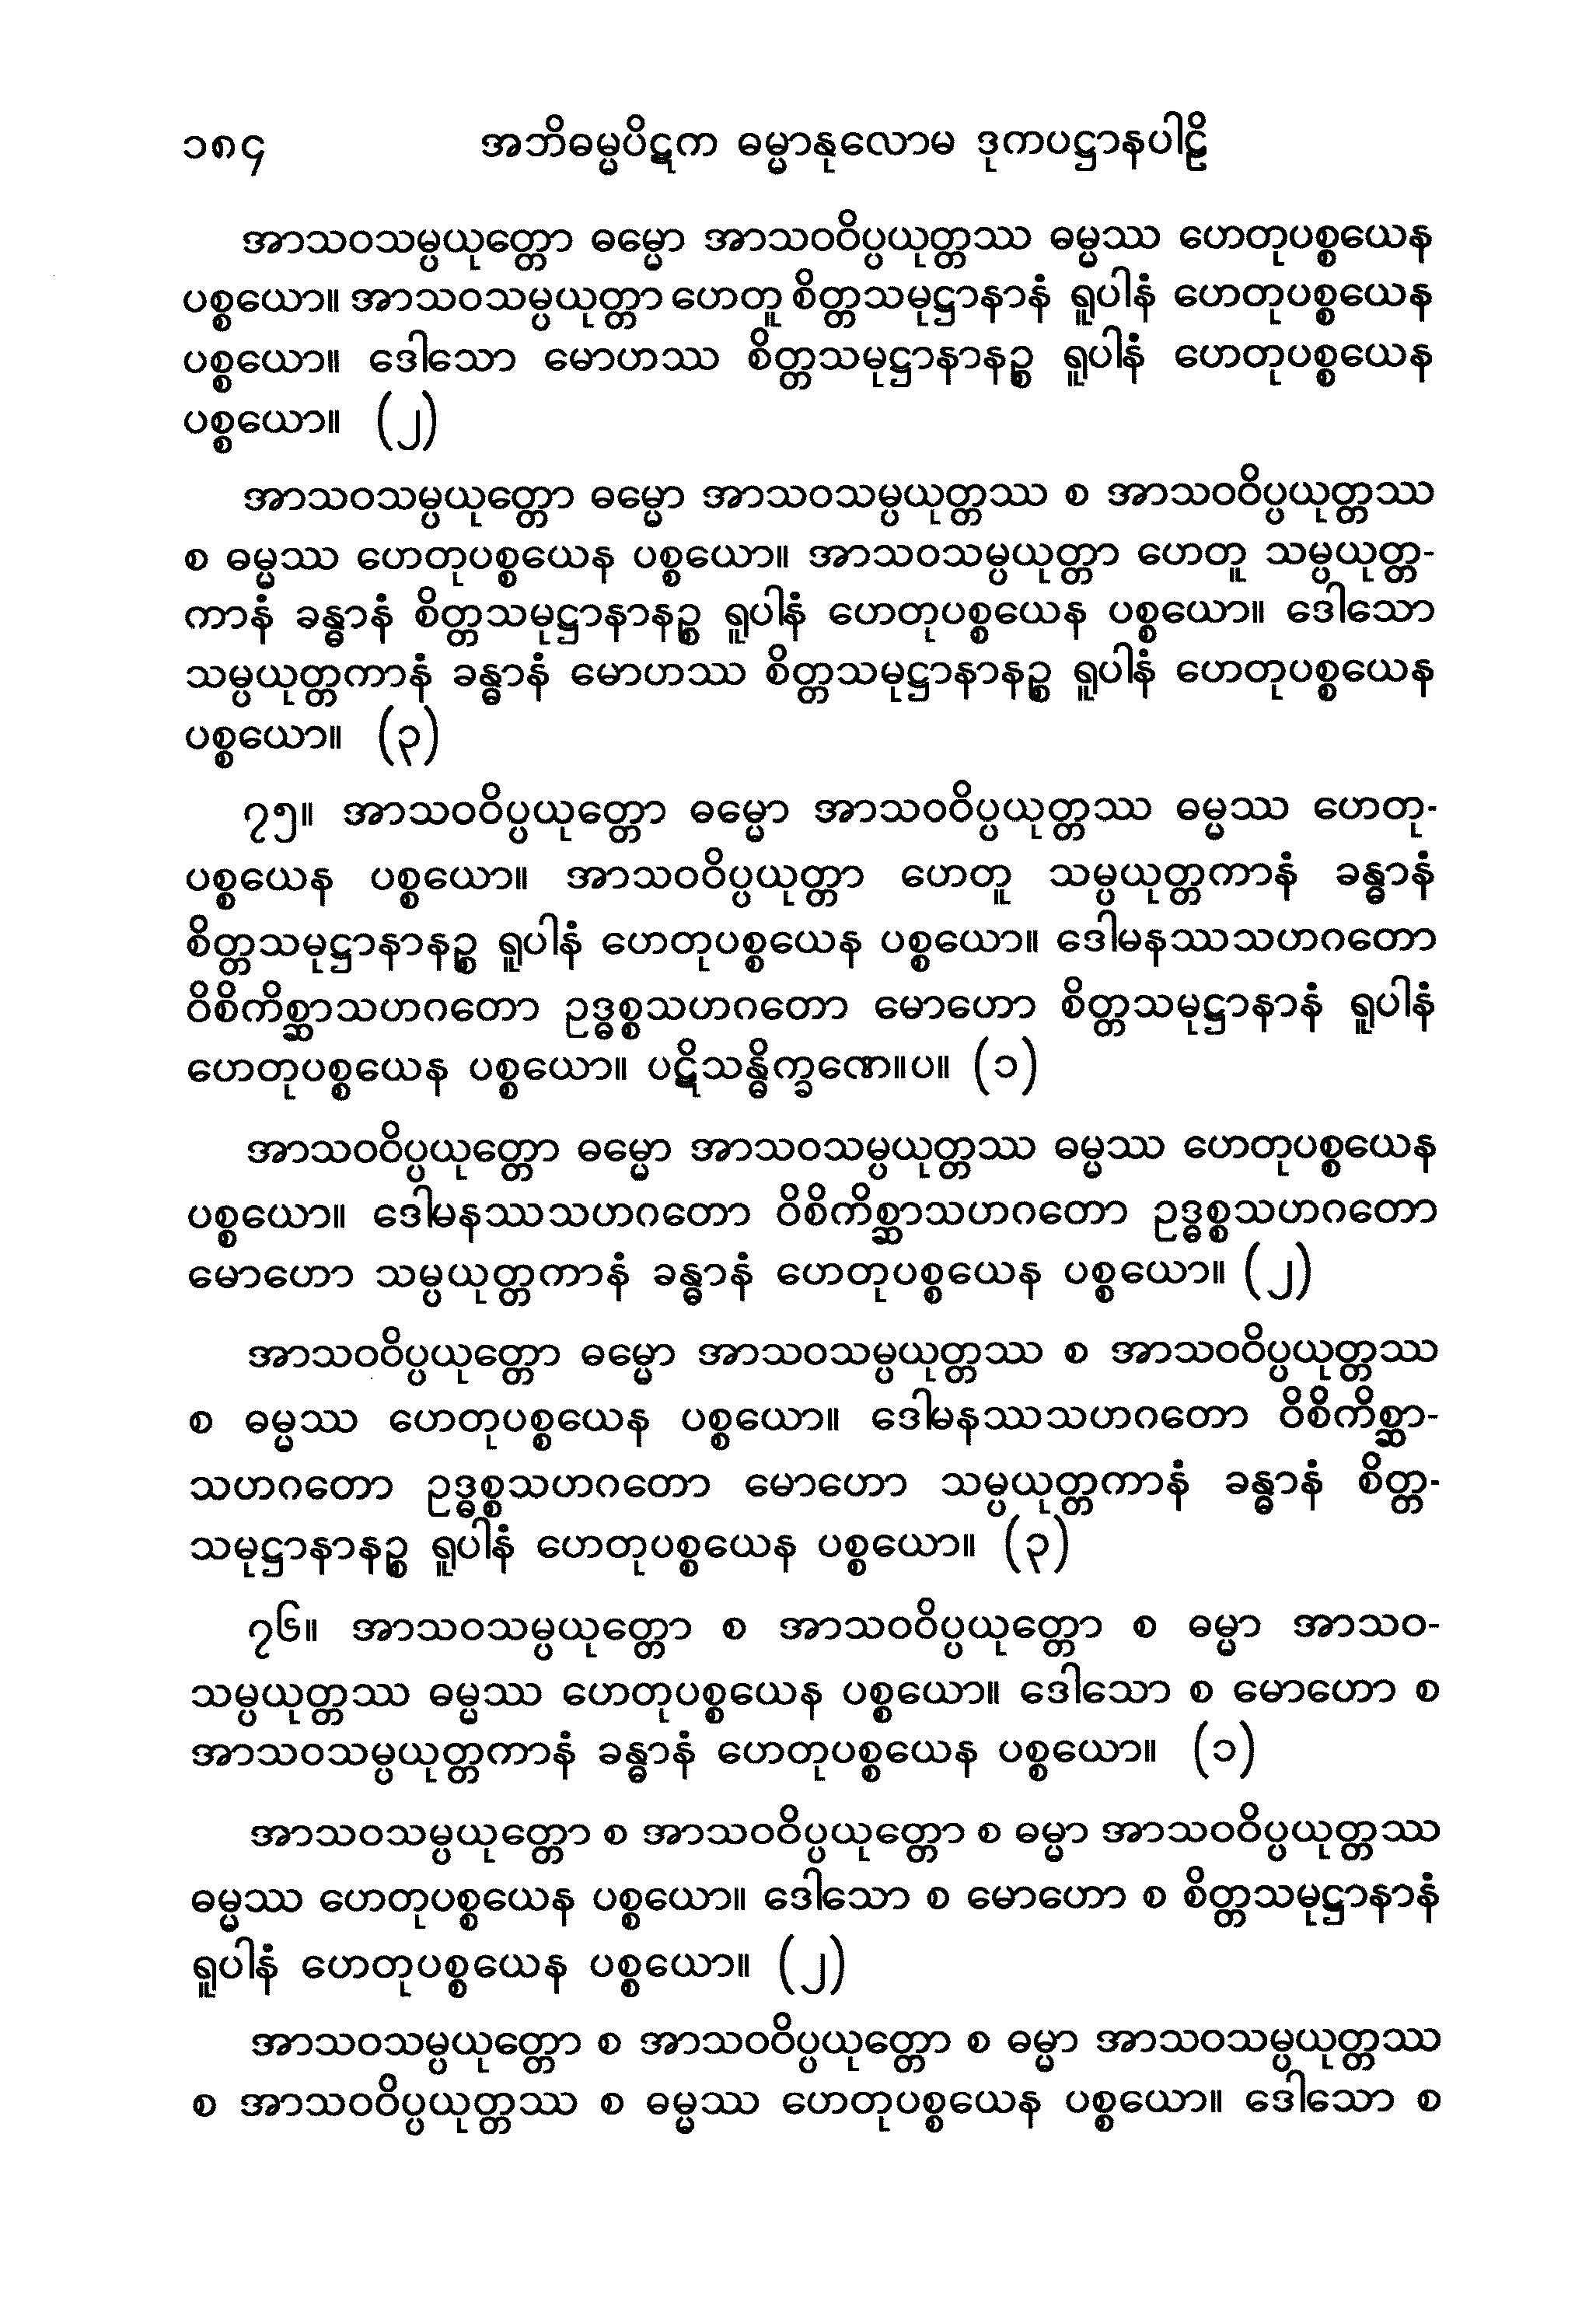 ၁၈၄ အဘိဓမ္မပိဋက ဓမ္မာနုလောမ ဒုကပဋ္ဌာနပါဠိ
အာသဝသမ္ပယုတ္တော ဓမ္မော အာသဝဝိပ္ပယုတ္တဿ ဓမ္မဿ ဟေတုပစ္စယေန
ပစ္စယော။ အာသဝသမ္ပယုတ္တာ ဟေတူ စိတ္တသမုဋ္ဌာနာနံ ရူပါနံ ဟေတုပစ္စယေန
ပစ္စယော။ ဒေါသော မောဟဿ စိတ္တသမုဋ္ဌာနာနဉ္စ ရူပါနံ ဟေတုပစ္စယေန
ပစ္စယော။ (၂)
အာသဝသမ္ပယုတ္တော ဓမ္မော အာသဝသမ္ပယုတ္တဿ စ အာသဝဝိပ္ပယုတ္တဿ
စ ဓမ္မဿ ဟေတုပစ္စယေန ပစ္စယော။ အာသဝသမ္ပယုတ္တာ ဟေတူ သမ္ပယုတ္တ-
ကာနံ ခန္ဓာနံ စိတ္တသမုဋ္ဌာနာနဉ္စ ရူပါနံ ဟေတုပစ္စယေန ပစ္စယော။ ဒေါသော
သမ္ပယုတ္တကာနံ ခန္ဓာနံ မောဟဿ စိတ္တသမုဋ္ဌာနာနဉ္စ ရူပါနံ ဟေတုပစ္စယေန
ပစ္စယော။ (၃)
၇၅။ အာသဝဝိပ္ပယုတ္တော ဓမ္မော အာသဝဝိပ္ပယုတ္တဿ ဓမ္မဿ ဟေတု-
ပစ္စယေန ပစ္စယော။ အာသဝဝိပ္ပယုတ္တာ ဟေတူ သမ္ပယုတ္တကာနံ ခန္ဓာနံ
စိတ္တသမုဋ္ဌာနာနဉ္စ ရူပါနံ ဟေတုပစ္စယေန ပစ္စယော။ ဒေါမနဿသဟဂတော
ဝိစိကိစ္ဆာသဟဂတော ဥဒ္ဓစ္စသဟဂတော မောဟော စိတ္တသမုဋ္ဌာနာနံ ရူပါနံ
ဟေတုပစ္စယေန ပစ္စယော။ ပဋိသန္ဓိက္ခဏေ။ပ။ (၁)
အာသဝဝိပ္ပယုတ္တော ဓမ္မော အာသဝသမ္ပယုတ္တဿ ဓမ္မဿ ဟေတုပစ္စယေန
ပစ္စယော။ ဒေါမနဿသဟဂတော ဝိစိကိစ္ဆာသဟဂတော ဥဒ္ဓစ္စသဟဂတော
မောဟော သမ္ပယုတ္တကာနံ ခန္ဓာနံ ဟေတုပစ္စယေန ပစ္စယော။ (၂)
အာသဝဝိပ္ပယုတ္တော ဓမ္မော အာသဝသမ္ပယုတ္တဿ စ အာသဝဝိပ္ပယုတ္တဿ
စ ဓမ္မဿ ဟေတုပစ္စယေန ပစ္စယော။ ဒေါမနဿသဟဂတော ဝိစိကိစ္ဆာ-
သဟဂတော ဥဒ္ဓစ္စသဟဂတော မောဟော သမ္ပယုတ္တကာနံ ခန္ဓာနံ စိတ္တ-
သမုဋ္ဌာနာနဉ္စ ရူပါနံ ဟေတုပစ္စယေန ပစ္စယော။ (၃)
၇၆။ အာသဝသမ္ပယုတ္တော စ အာသဝဝိပ္ပယုတ္တော စ ဓမ္မာ အာသဝ-
သမ္ပယုတ္တဿ ဓမ္မဿ ဟေတုပစ္စယေန ပစ္စယော။ ဒေါသော စ မောဟော စ
အာသဝသမ္ပယုတ္တကာနံ ခန္ဓာနံ ဟေတုပစ္စယေန ပစ္စယော။ (၁)
အာသဝသမ္ပယုတ္တော စ အာသဝဝိပ္ပယုတ္တော စ ဓမ္မာ အာသဝဝိပ္ပယုတ္တဿ
ဓမ္မဿ ဟေတုပစ္စယေန ပစ္စယော။ ဒေါသော စ မောဟော စ စိတ္တသမုဋ္ဌာနာနံ
ရူပါနံ ဟေတုပစ္စယေန ပစ္စယော။ (၂)
အာသဝသမ္ပယုတ္တော စ အာသဝဝိပ္ပယုတ္တော စ ဓမ္မာ အာသဝသမ္ပယုတ္တဿ
စ အာသဝဝိပ္ပယုတ္တဿ စ ဓမ္မဿ ဟေတုပစ္စယေန ပစ္စယော။ ဒေါသော စ